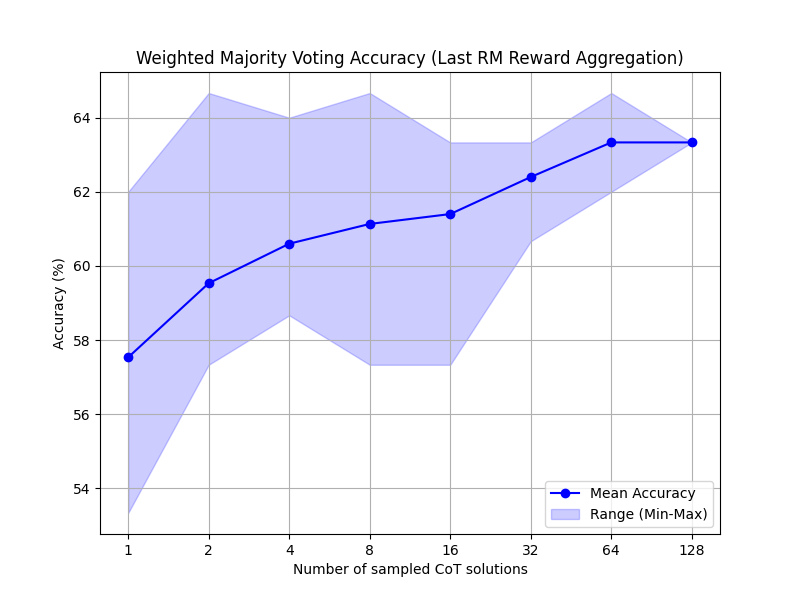 Weighted Majority Voting Accuracy (Last RM Reward Aggregation)
Accuracy (%)
64
62
60
58
56
54
Mean Accuracy
Range (Min-Max)
1 2 4 8 16 32 64 128
Number of sampled CoT solutions